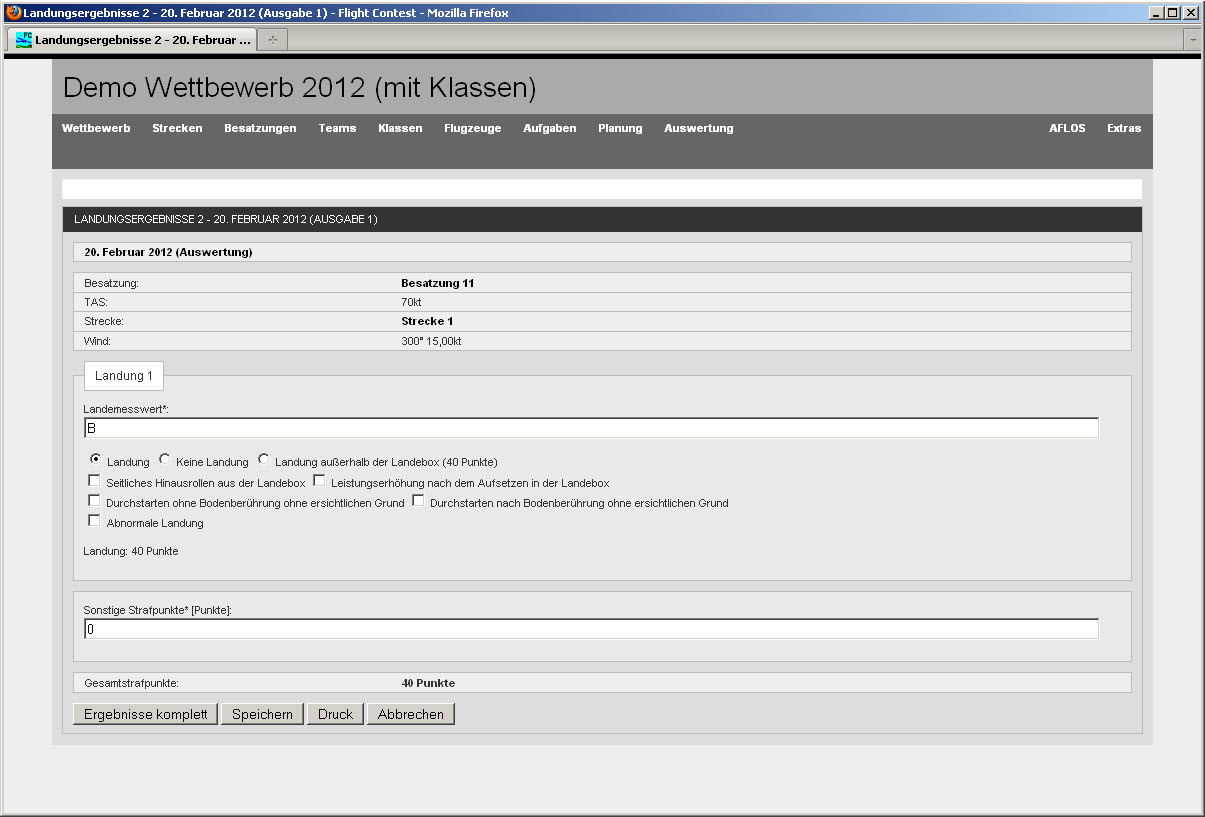 Landungsergebnisse 2 - 20. Februar 2012 (Ausgabe 1) - Flight Contest - Mozilla Firefox
FC Landungsergebnisse 2 - 20. Februar ...
Demo Wettbewerb 2012 (mit Klassen)
Wettbewerb Strecken Besatzungen Teams Klassen Flugzeuge Aufgaben Planung Auswertung AFLOS Extras
LANDUNGSERGEBNISSE 2 - 20. FEBRUAR 2012 (AUSGABE 1)
20. Februar 2012 (Auswertung)
Besatzung: Besatzung 11
TAS: 70kt
Strecke: Strecke 1
Wind: 300° 15,00kt
Landung 1
Landemesswert*:
B
Landung Keine Landung Landung außerhalb der Landebox (40 Punkte)
Seitliches Hinausrollen aus der Landebox Leistungserhöhung nach dem Aufsetzen in der Landebox
Durchstarten ohne Bodenberührung ohne ersichtlichen Grund Durchstarten nach Bodenberührung ohne ersichtlichen Grund
Abnormale Landung
Landung: 40 Punkte
Sonstige Strafpunkte* [Punkte]:
0
Gesamtstrafpunkte: 40 Punkte
Ergebnisse komplett Speichern Druck Abbrechen